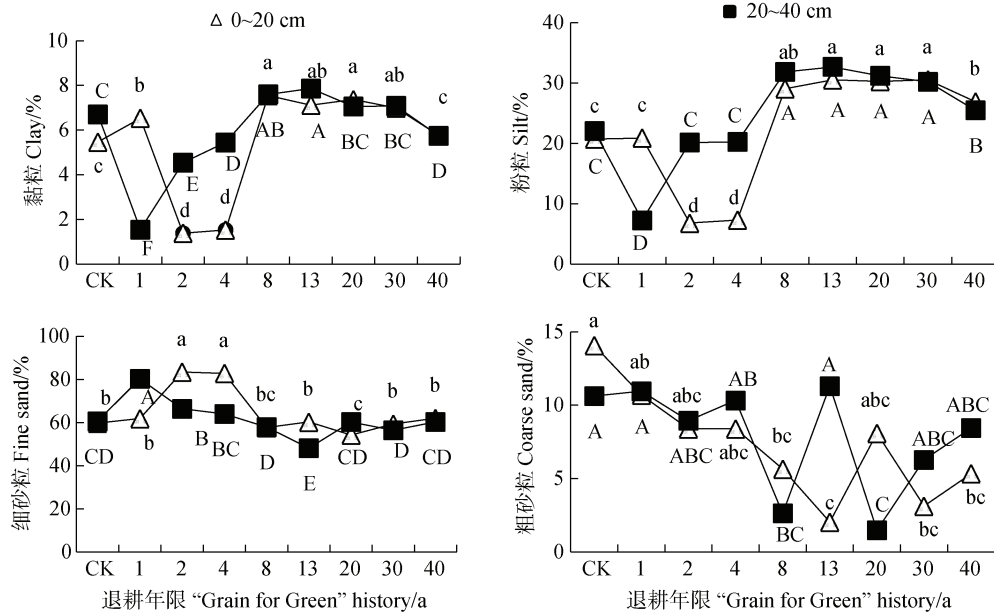 0~20 cm
20~40 cm
黏粒 Clay/%
10
8
6
4
2
0
C
c
b
F
E
d
D
d
a
AB
ab
A
a
BC
ab
BC
c
D
CK 1 2 4 8 13 20 30 40
粉粒 Silt/%
40
30
20
10
0
c
C
c
D
C
d
C
d
ab
A
a
A
a
A
a
A
b
B
CK 1 2 4 8 13 20 30 40
细砂粒 Fine sand/%
100
80
60
40
20
0
b
CD
A
b
a
B
a
BC
bc
D
b
E
c
CD
b
D
b
CD
CK 1 2 4 8 13 20 30 40
退耕年限 “Grain for Green” history/a
粗砂粒 Coarse sand/%
15
10
5
0
a
A
ab
A
abc
ABC
AB
abc
bc
BC
A
c
abc
C
ABC
bc
ABC
bc
CK 1 2 4 8 13 20 30 40
退耕年限 “Grain for Green” history/a